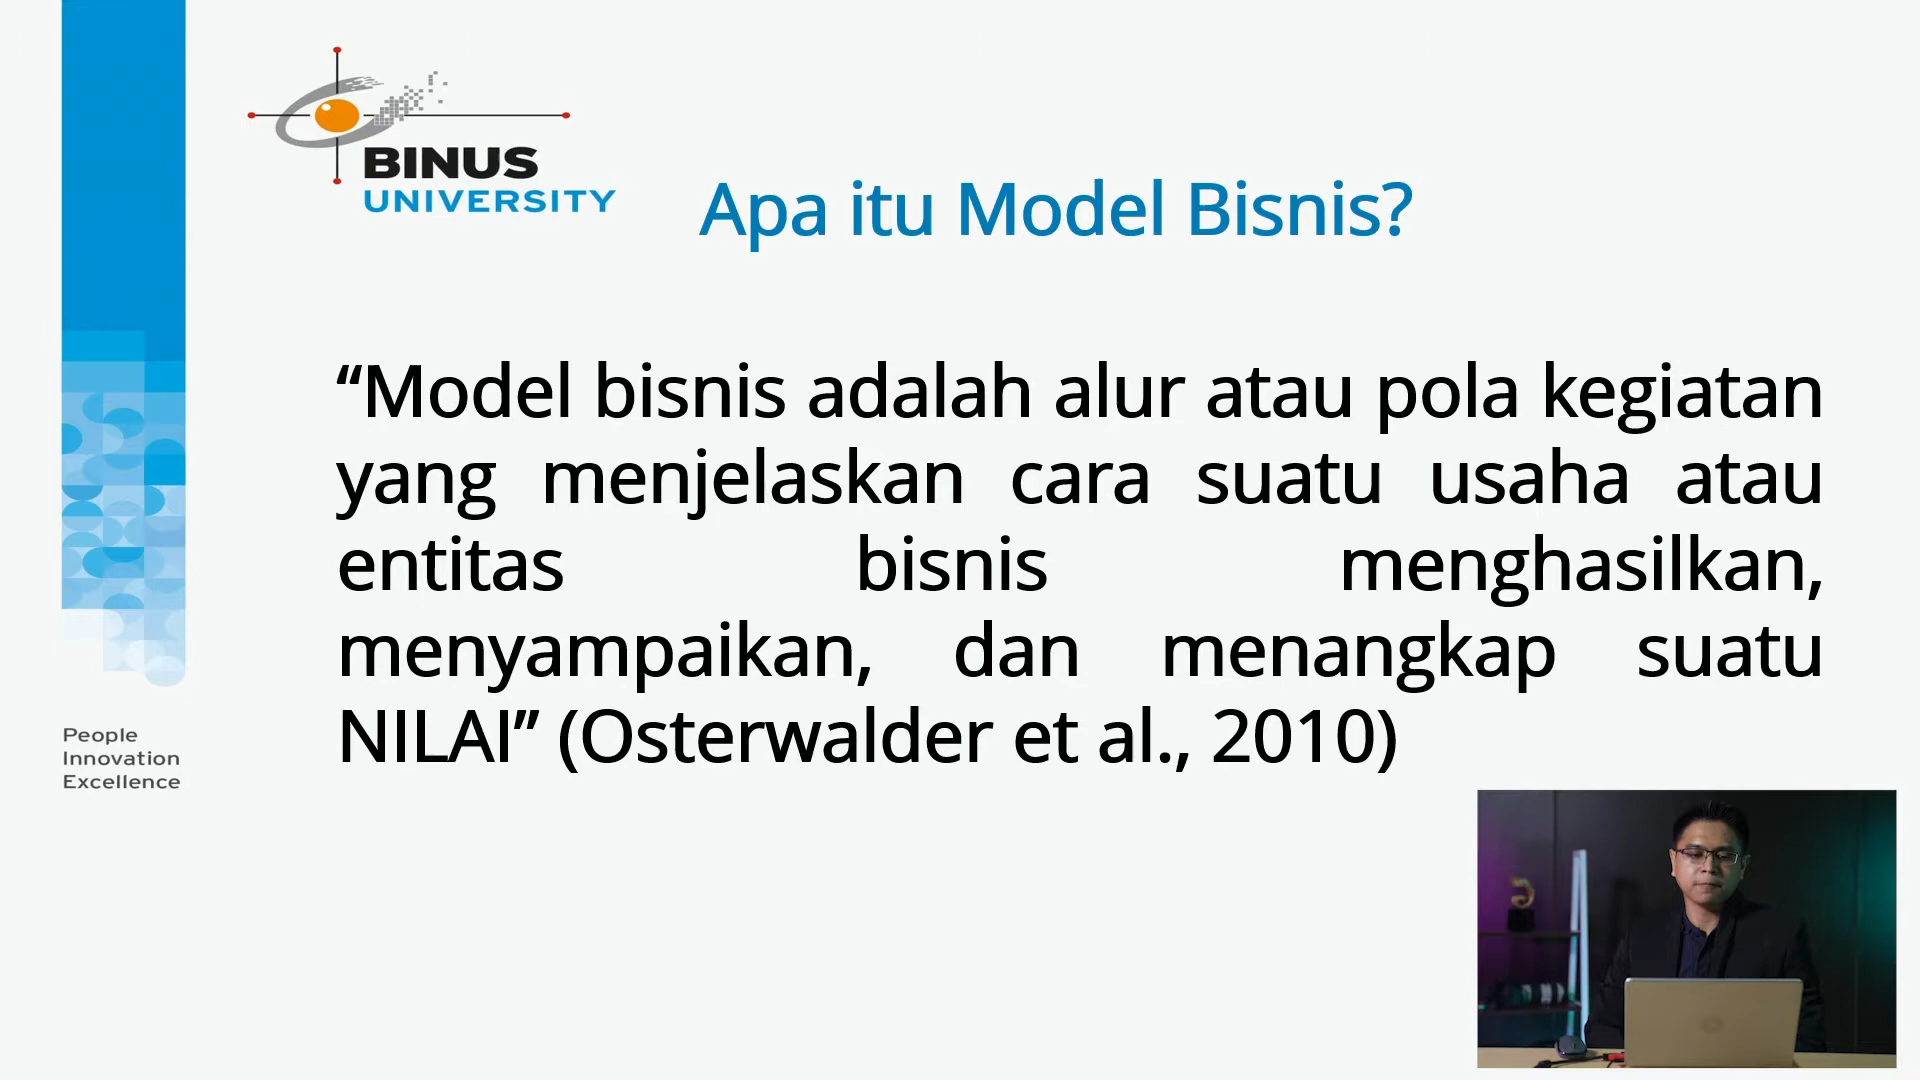 BINUS
UNIVERSITY
Apa itu Model Bisnis?
“Model bisnis adalah alur atau pola kegiatan
yang menjelaskan cara suatu usaha atau
entitas bisnis menghasilkan,
menyampaikan, dan menangkap suatu
NILAI” (Osterwalder et al., 2010)
People
Innovation
Excellence